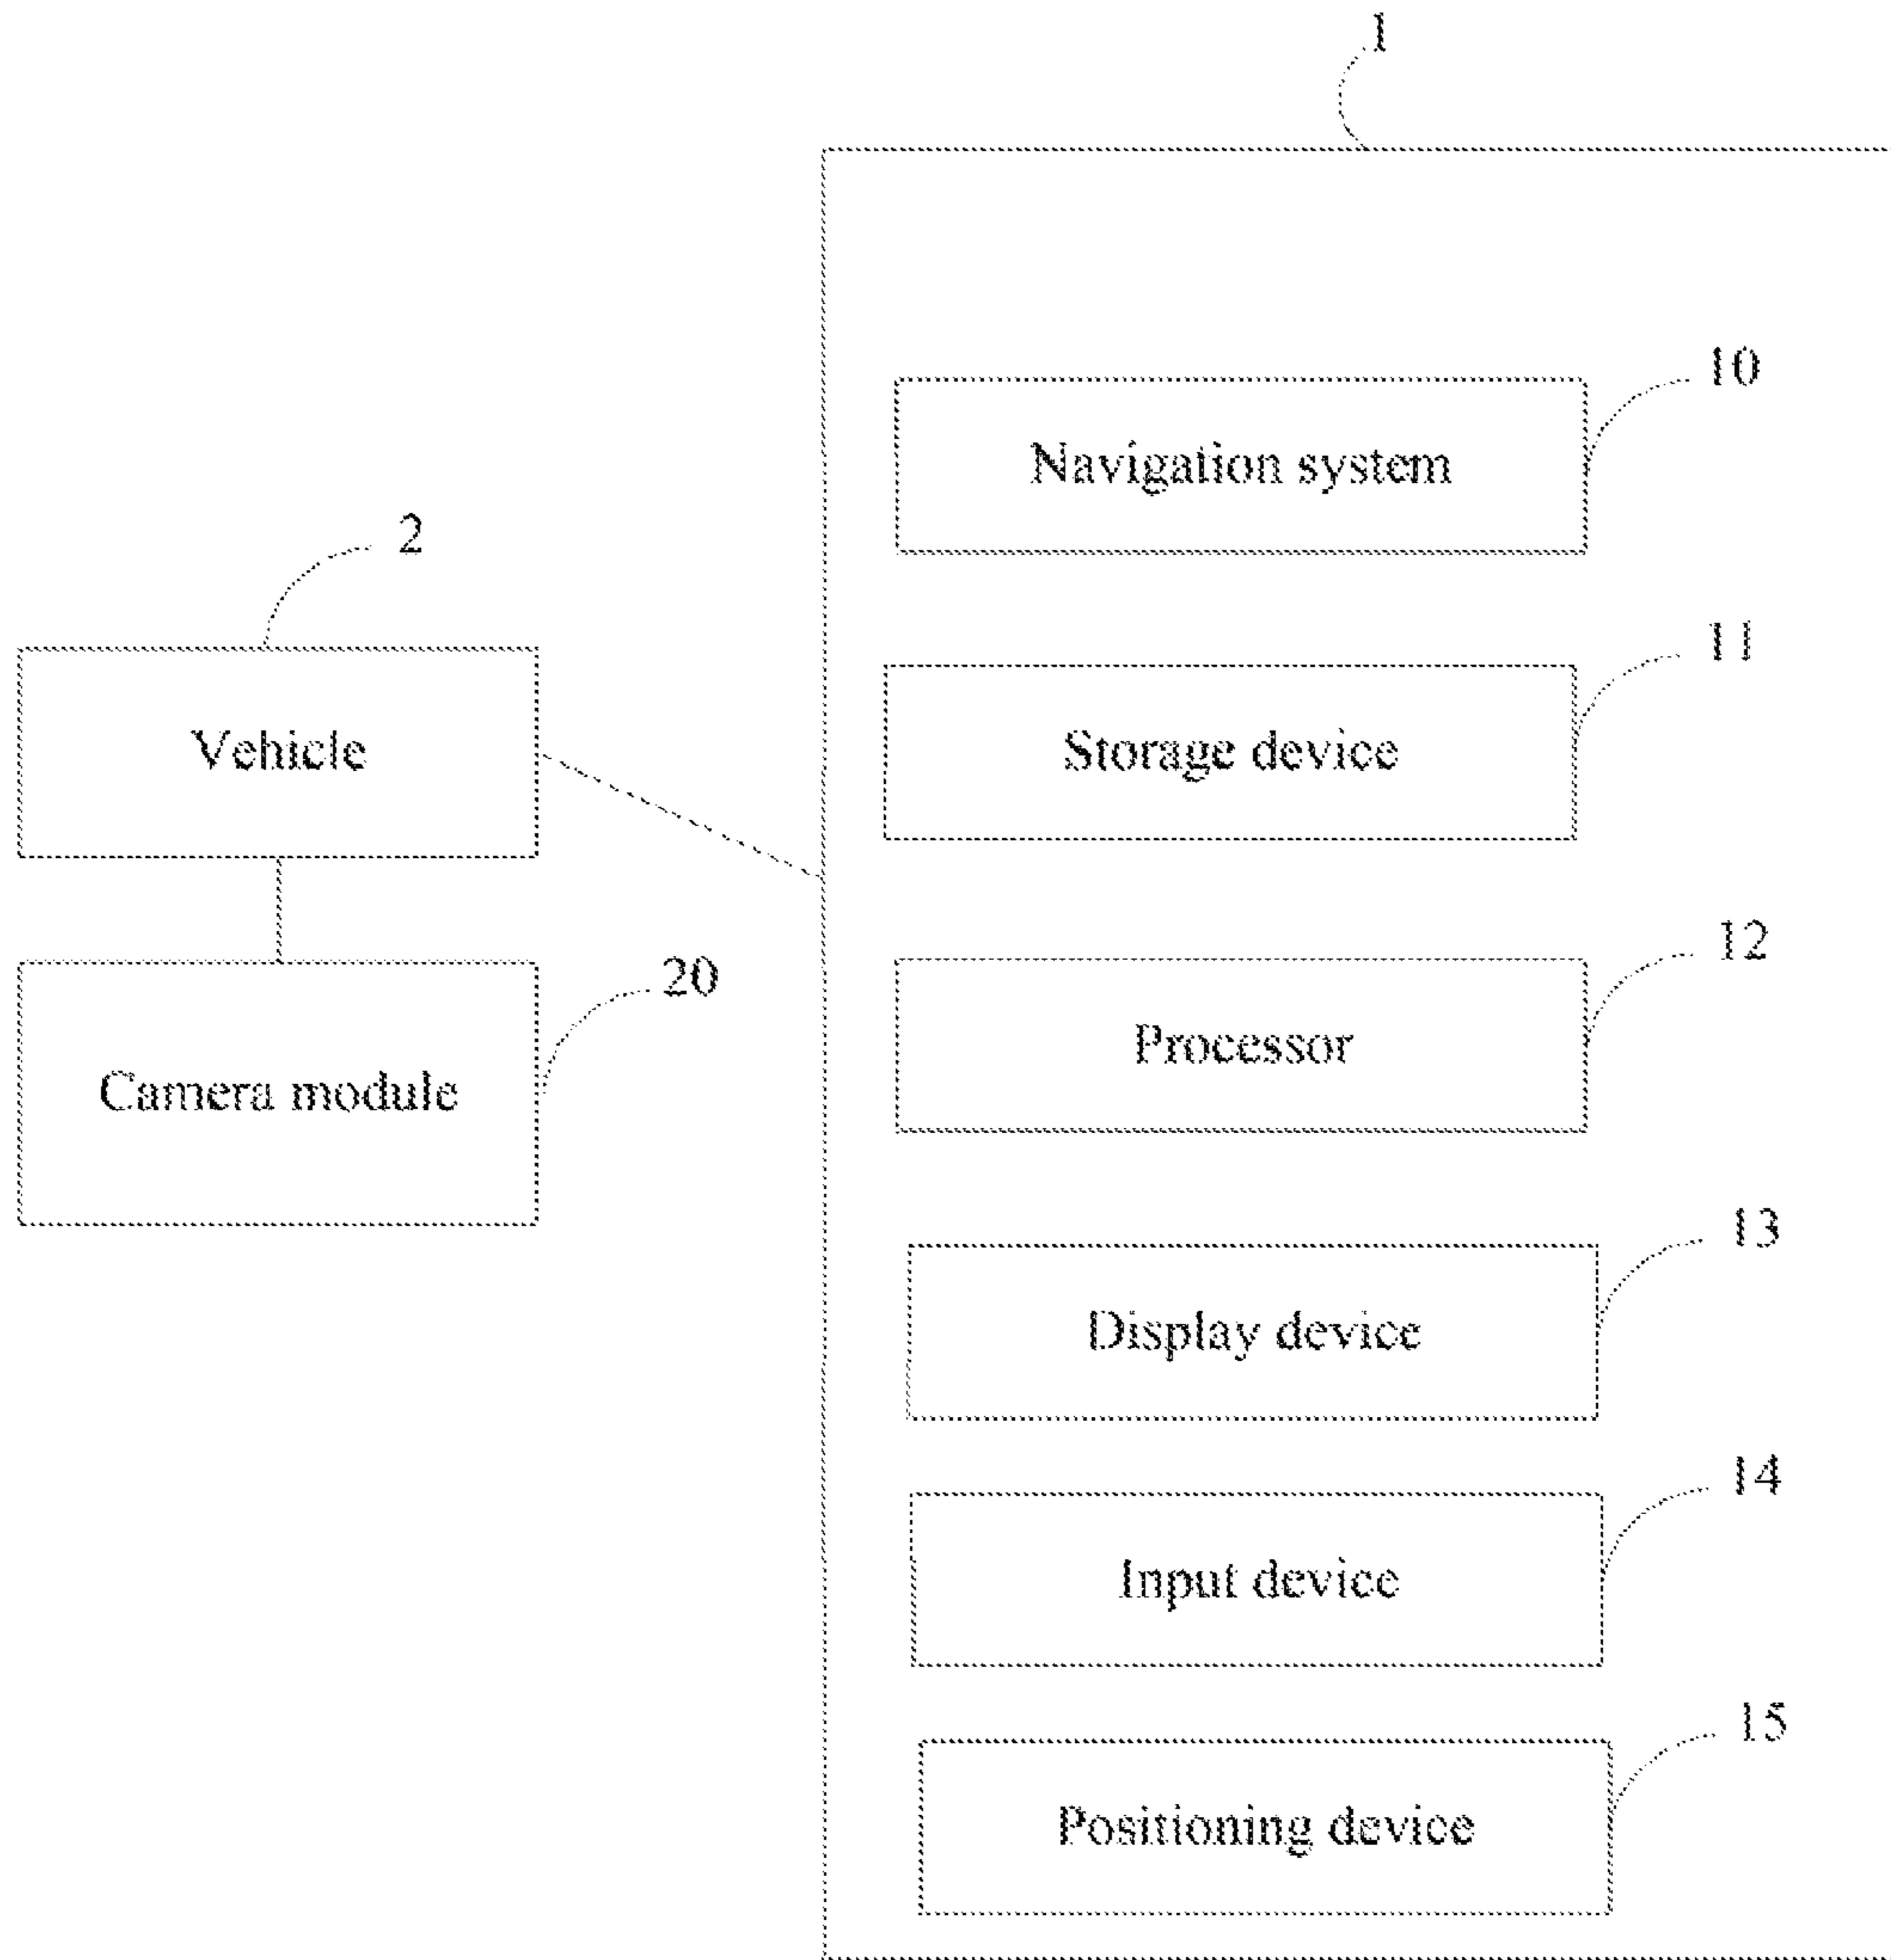 1
10
Navigation system
2
11
Vehicle
Storage device
12
20
Processor
Camera module
13
Display device
14
Input device
15
Positioning device